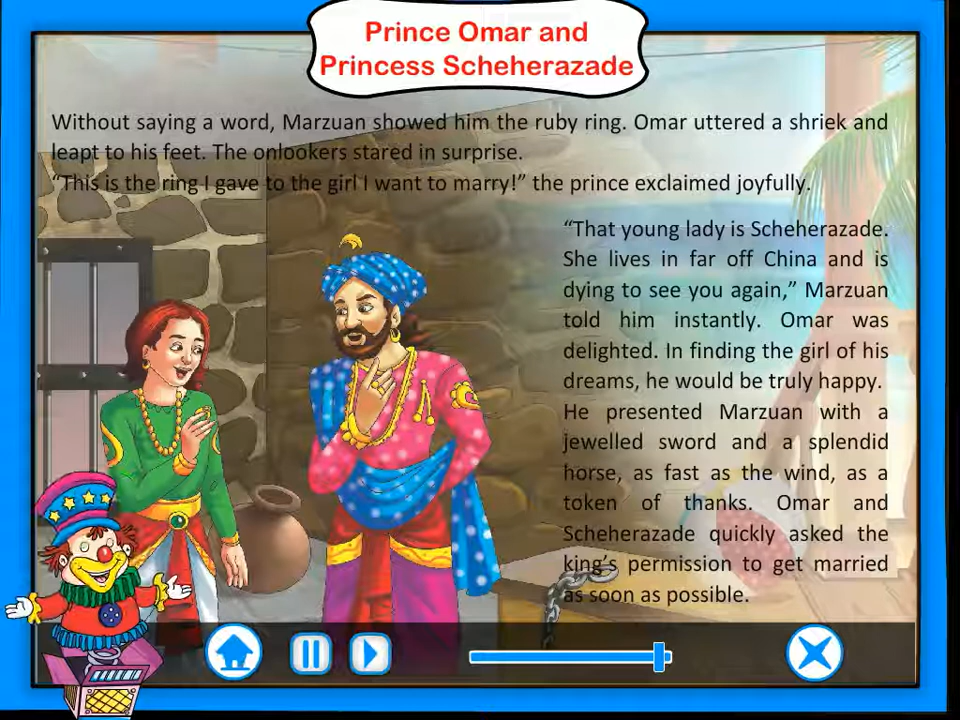 Prince Omar and
Princess Scheherazade
Without saying a word, Marzuan showed him the ruby ring. Omar uttered a shriek and
leapt to his feet. The onlookers stared in surprise.
“This is the ring I gave to the girl I want to marry!” the prince exclaimed joyfully.
“That young lady is Scheherazade.
She lives in far off China and is
dying to see you again,” Marzuan
told him instantly. Omar was
delighted. In finding the girl of his
dreams, he would be truly happy.
He presented Marzuan with a
jewelled sword and a splendid
horse, as fast as the wind, as a
token of thanks. Omar and
Scheherazade quickly asked the
king’s permission to get married
as soon as possible.